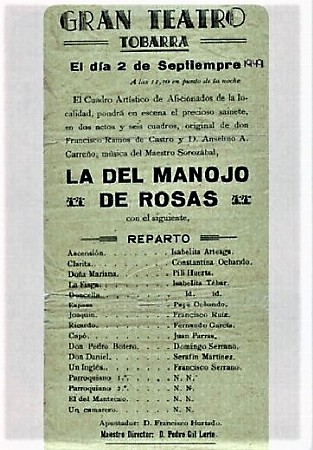 GRAN TEATRO
TOBARRA
El día 2 de Septiembre 1949
A las 11,10 en punto de la noche
El Cuadro Artístico de Aficionados de la lo-
calidad, pondrá en escena el precioso sainete,
en dos actos y seis cuadros, original de don
Francisco Ramos de Castro y D. Anselmo A.
Carreño, música del Maestro Sorozábal,
LA DEL MANOJO
DE ROSAS
con el siguiente,
REPARTO
Ascensión. Isabelita Arteaga.
Clarita. Constantina Ochando.
Doña Mariana. Pili Huerta.
La Fisga. Isabelita Tébar.
Doncella. id. id.
Espasa. Pepe Ochando.
Joaquín. Francisco Ruiz.
Ricardo. Fernando García.
Capó. Juan Parras.
Don Pedro Botero. Domingo Serrano.
Don Daniel. Serafín Martínez.
Un Inglés. Francisco Serrano.
Parroquiano 1.º. N. N.
Parroquiano 2.º. N. N.
El del Mantecao. N. N.
Un camarero. N. N.
Apuntador: D. Francisco Hurtado.
Maestro Director: D. Pedro Gil Lerín.